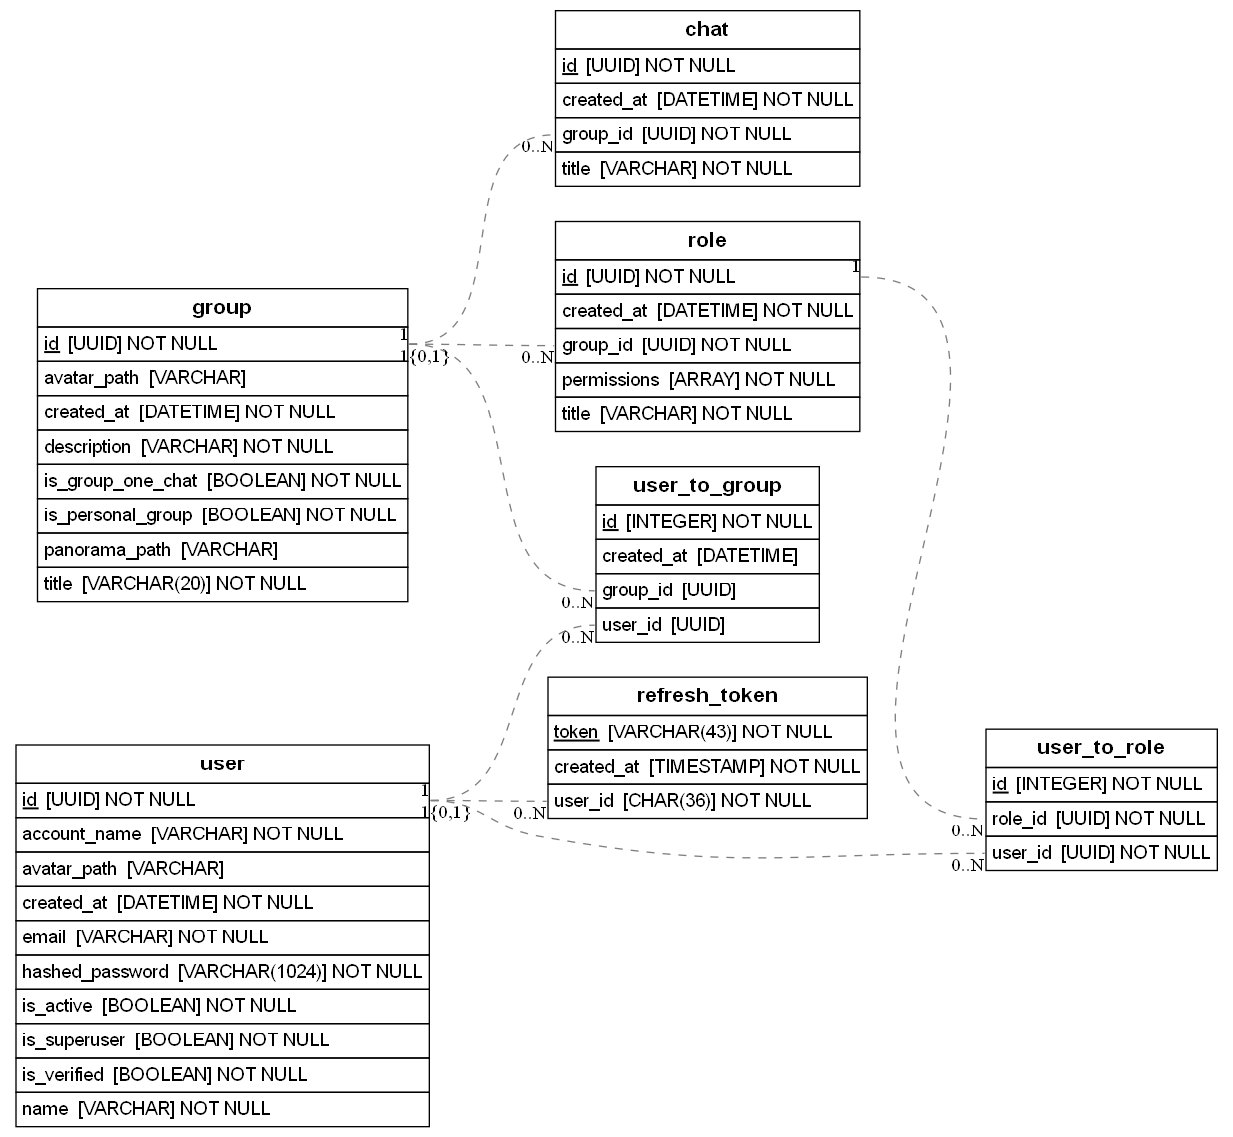 chat
id [UUID] NOT NULL
created_at [DATETIME] NOT NULL
group_id [UUID] NOT NULL
title [VARCHAR] NOT NULL
0..N
role
id [UUID] NOT NULL
created_at [DATETIME] NOT NULL
group_id [UUID] NOT NULL
permissions [ARRAY] NOT NULL
title [VARCHAR] NOT NULL
1
0..N
group
id [UUID] NOT NULL
avatar_path [VARCHAR]
created_at [DATETIME] NOT NULL
description [VARCHAR] NOT NULL
is_group_one_chat [BOOLEAN] NOT NULL
is_personal_group [BOOLEAN] NOT NULL
panorama_path [VARCHAR]
title [VARCHAR(20)] NOT NULL
1
1{0,1}
user_to_group
id [INTEGER] NOT NULL
created_at [DATETIME]
group_id [UUID]
user_id [UUID]
0..N
0..N
refresh_token
token [VARCHAR(43)] NOT NULL
created_at [TIMESTAMP] NOT NULL
user_id [CHAR(36)] NOT NULL
0..N
user
id [UUID] NOT NULL
account_name [VARCHAR] NOT NULL
avatar_path [VARCHAR]
created_at [DATETIME] NOT NULL
email [VARCHAR] NOT NULL
hashed_password [VARCHAR(1024)] NOT NULL
is_active [BOOLEAN] NOT NULL
is_superuser [BOOLEAN] NOT NULL
is_verified [BOOLEAN] NOT NULL
name [VARCHAR] NOT NULL
1
1{0,1}
user_to_role
id [INTEGER] NOT NULL
role_id [UUID] NOT NULL
user_id [UUID] NOT NULL
0..N
0..N